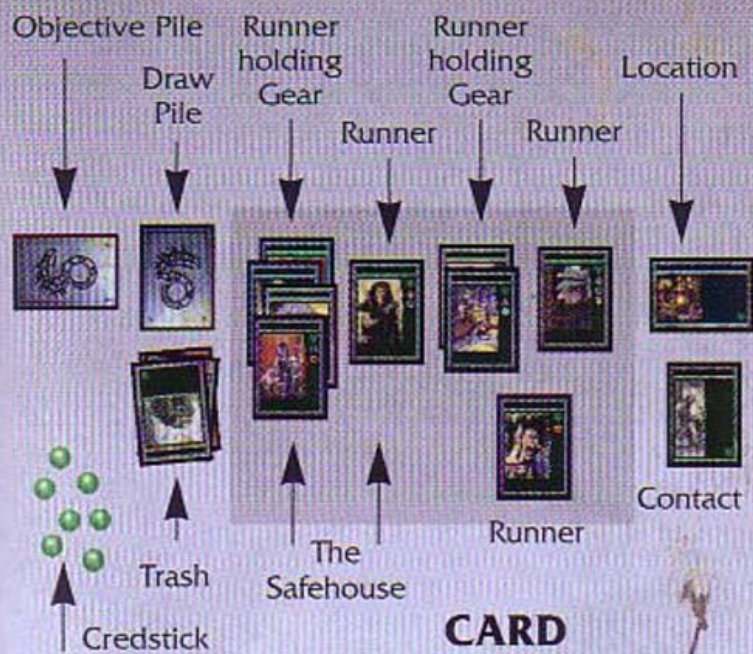 Objective Pile
Draw
Pile
Runner
holding
Gear
Runner
Runner
holding
Gear
Runner
Location
Trash
Credstick
The
Safehouse
Runner
Contact
CARD